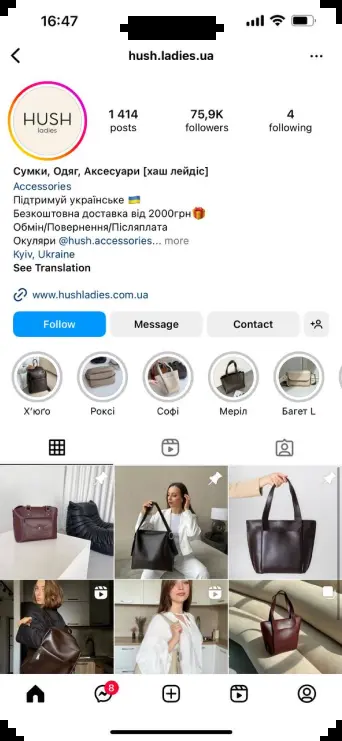 16:47
hush.ladies.ua
HUSH
ladies
1 414
posts
75,9K
followers
4
following
Сумки, Одяг, Аксесуари [хаш лейдіс]
Accessories
Підтримуй українське 🇺🇦
Безкоштовна доставка від 2000грн🎁
Обмін/Повернення/Післяплата
Окуляри @hush.accessories... more
Kyiv, Ukraine
See Translation
www.hushladies.com.ua
Follow
Message
Contact
Х'юґо
Роксі
Софі
Меріл
Багет L
8